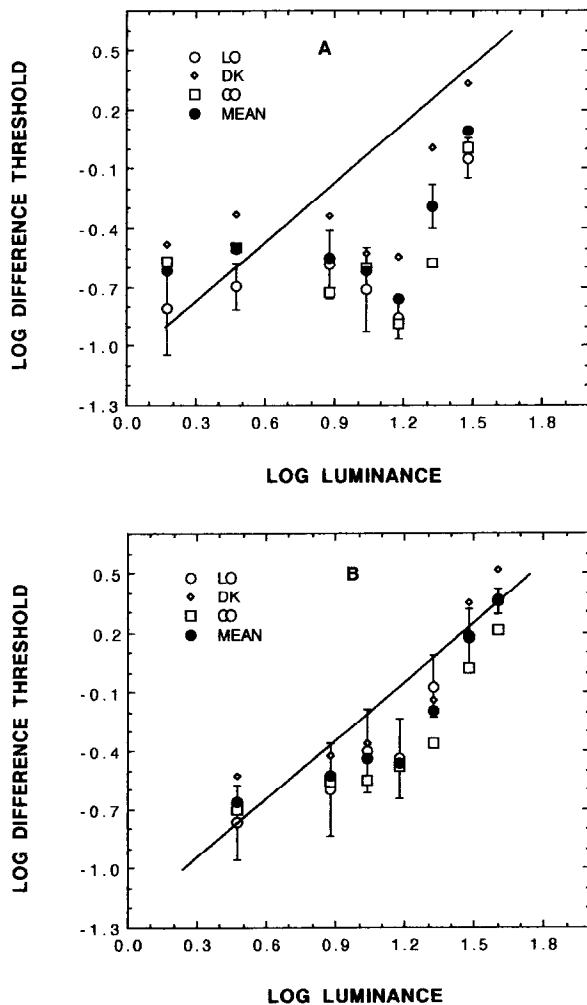 A
LO
DK
CO
MEAN
0.5
0.2
-0.1
-0.4
-0.7
-1.0
-1.3
LOG DIFFERENCE THRESHOLD
0.0 0.3 0.6 0.9 1.2 1.5 1.8
LOG LUMINANCE
B
LO
DK
CO
MEAN
0.5
0.2
-0.1
-0.4
-0.7
-1.0
-1.3
LOG DIFFERENCE THRESHOLD
0.0 0.3 0.6 0.9 1.2 1.5 1.8
LOG LUMINANCE